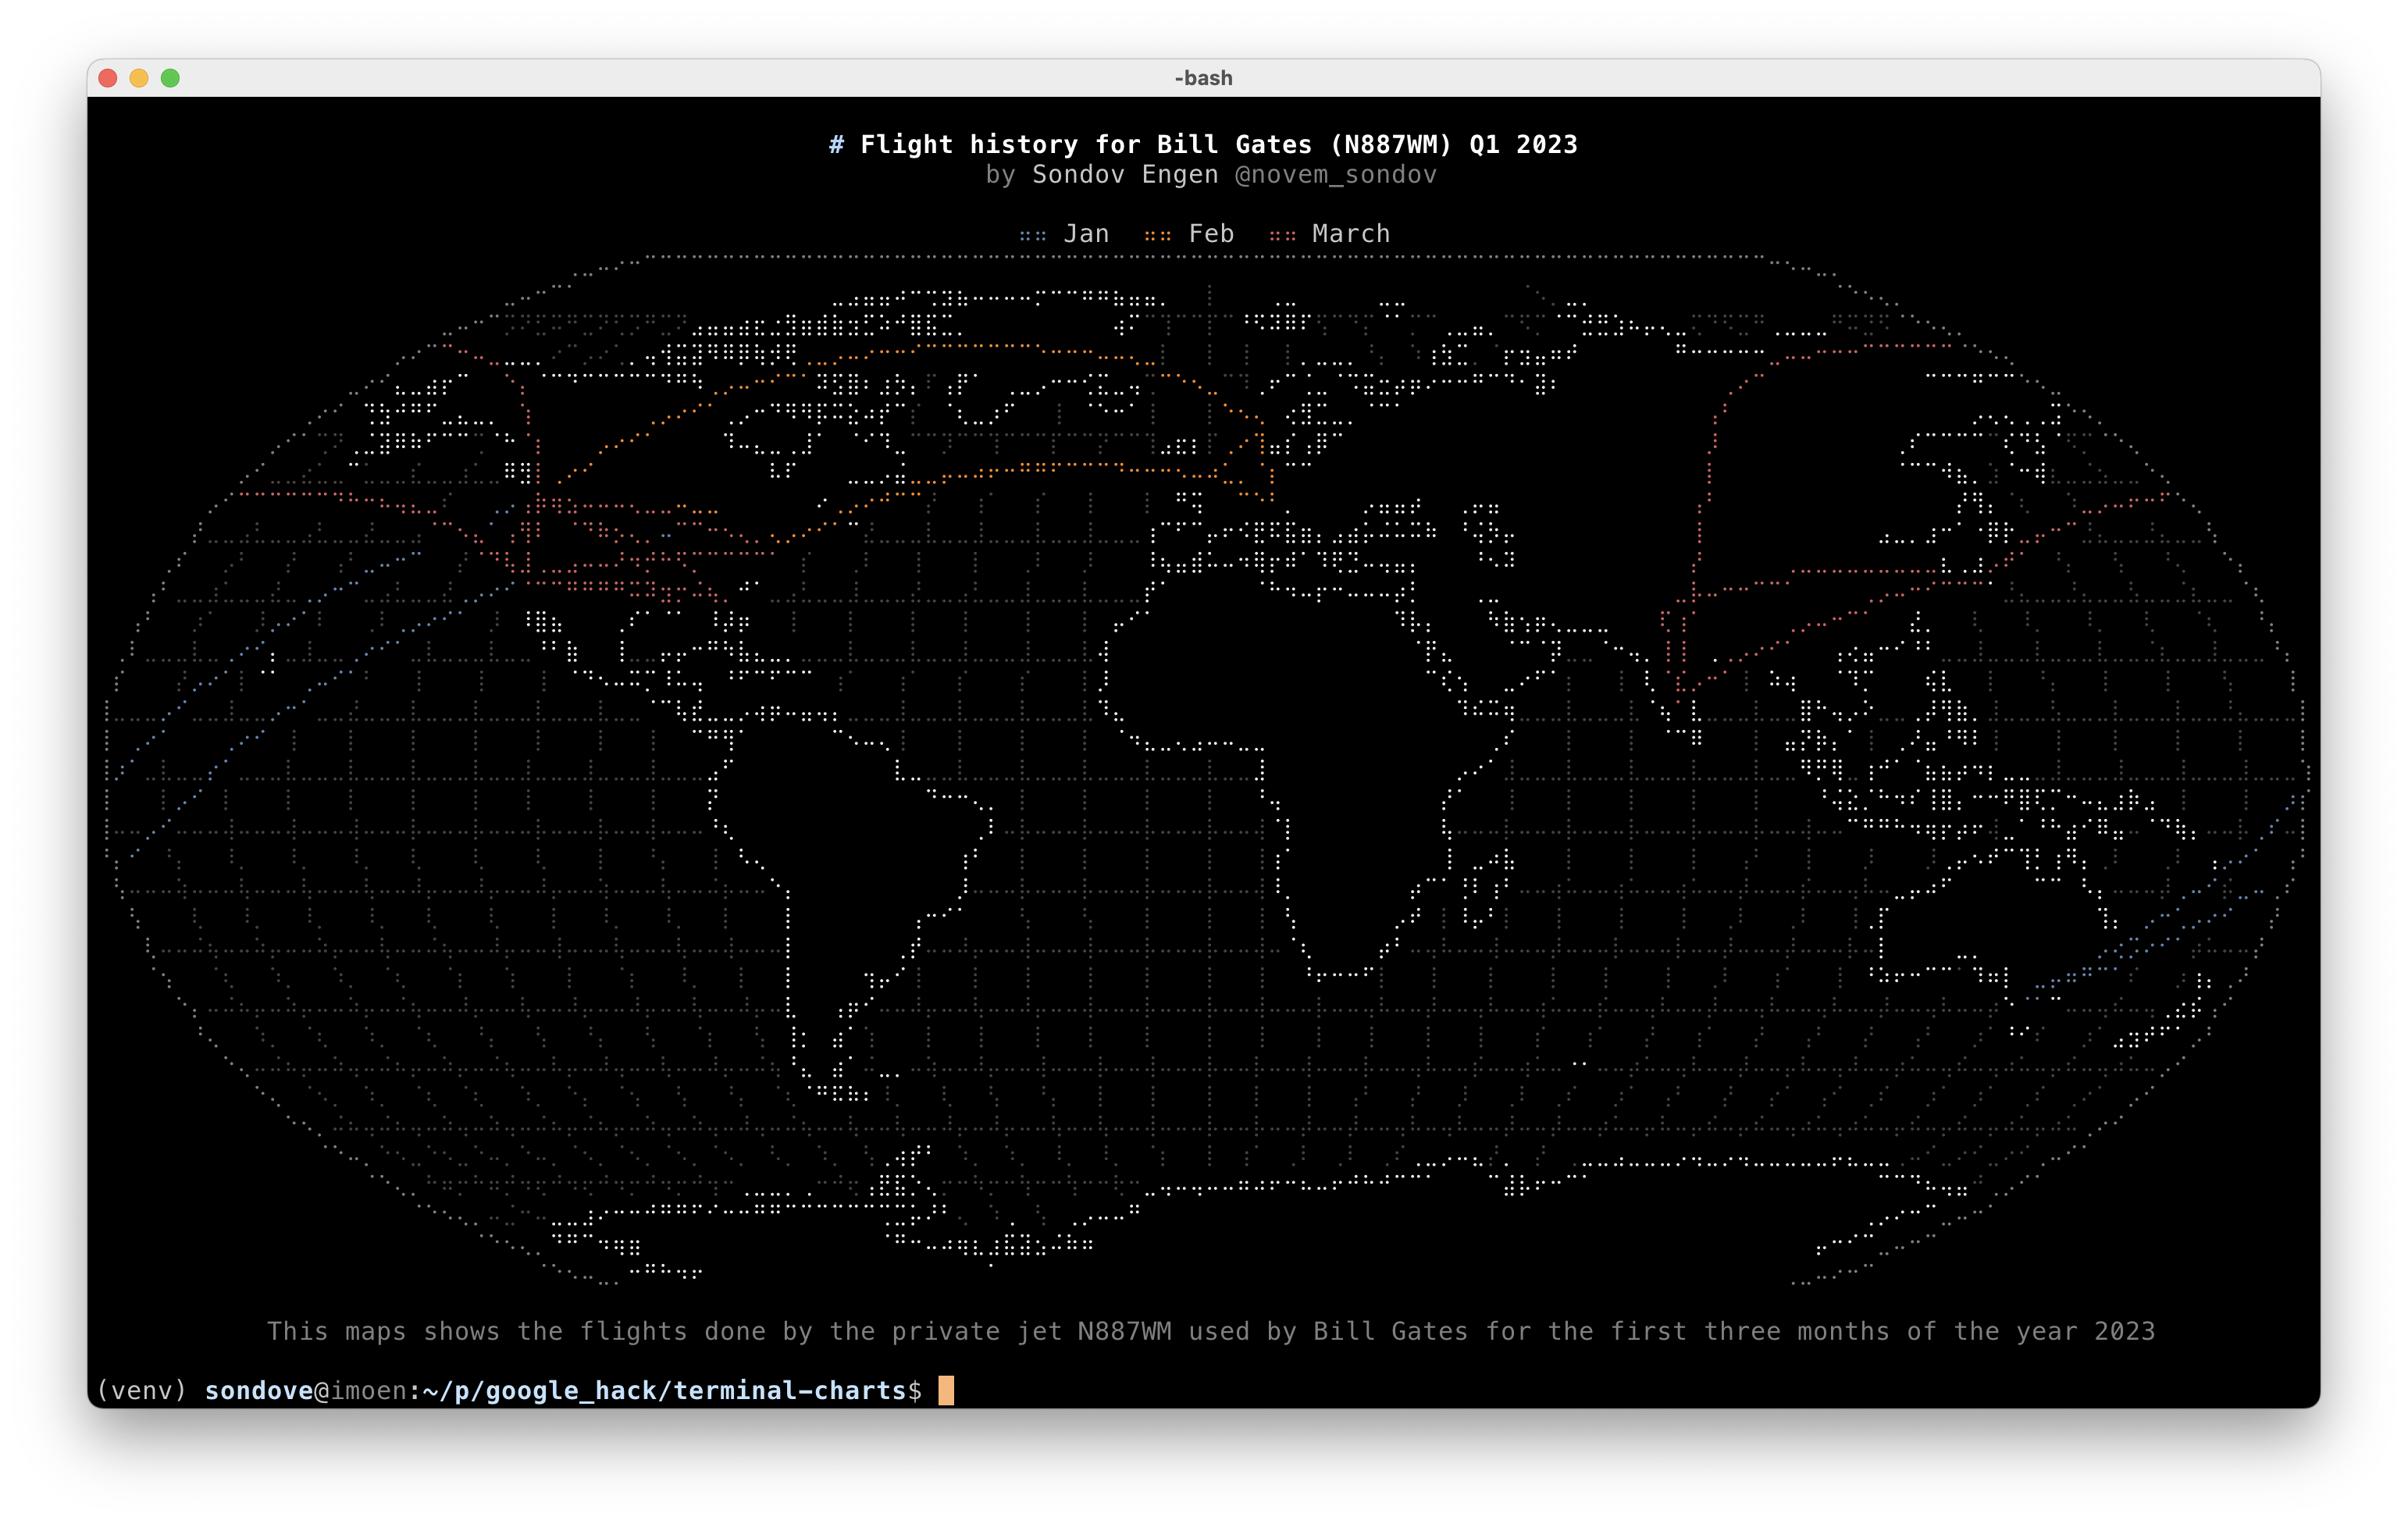 -bash
# Flight history for Bill Gates (N887WM) Q1 2023
by Sondov Engen @novem_sondov
Jan Feb March
This maps shows the flights done by the private jet N887WM used by Bill Gates for the first three months of the year 2023
(venv) sondove@imoen:~/p/google_hack/terminal-charts$